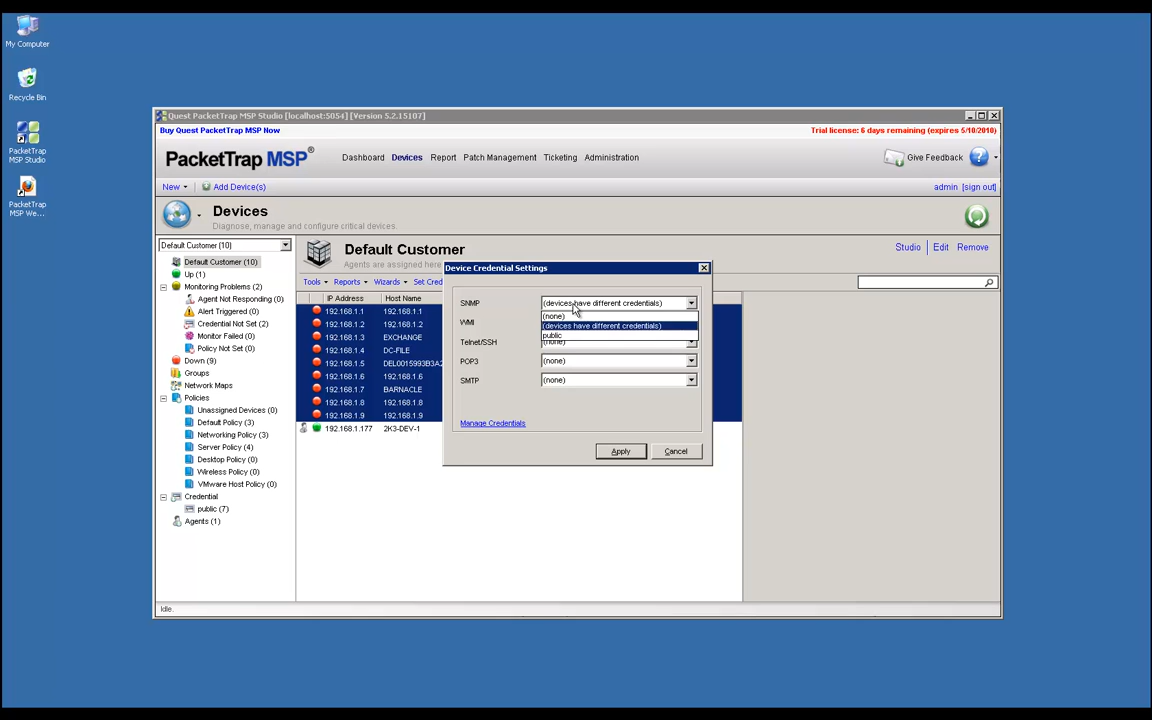 My Computer
Recycle Bin
PacketTrap
MSP Studio
PacketTrap
MSP We...
Quest PacketTrap MSP Studio [localhost:5054] [Version 5.2.15107]
Buy Quest PacketTrap MSP Now
Trial license: 6 days remaining (expires 5/10/2010)
PacketTrap MSP®
Dashboard Devices Report Patch Management Ticketing Administration
Give Feedback
New Add Device(s)
admin [sign out]
Devices
Diagnose, manage and configure critical devices.
Default Customer (10)
Default Customer (10)
Up (1)
Monitoring Problems (2)
Agent Not Responding (0)
Alert Triggered (0)
Credential Not Set (2)
Monitor Failed (0)
Policy Not Set (0)
Down (9)
Groups
Network Maps
Policies
Unassigned Devices (0)
Default Policy (3)
Networking Policy (3)
Server Policy (4)
Desktop Policy (0)
Wireless Policy (0)
VMware Host Policy (0)
Credential
public (7)
Agents (1)
Default Customer
Agents are assigned here
Studio Edit Remove
Tools Reports Wizards Set Cred
IP Address Host Name
192.168.1.1 192.168.1.1
192.168.1.2 192.168.1.2
192.168.1.3 EXCHANGE
192.168.1.4 DC-FILE
192.168.1.5 DEL0015993B3A2
192.168.1.6 192.168.1.6
192.168.1.7 BARNACLE
192.168.1.8 192.168.1.8
192.168.1.9 192.168.1.9
192.168.1.177 2K3-DEV-1
Device Credential Settings
SNMP (devices have different credentials)
(none)
(devices have different credentials)
public
WMI
Telnet/SSH (none)
POP3 (none)
SMTP (none)
Manage Credentials
Apply Cancel
Idle.